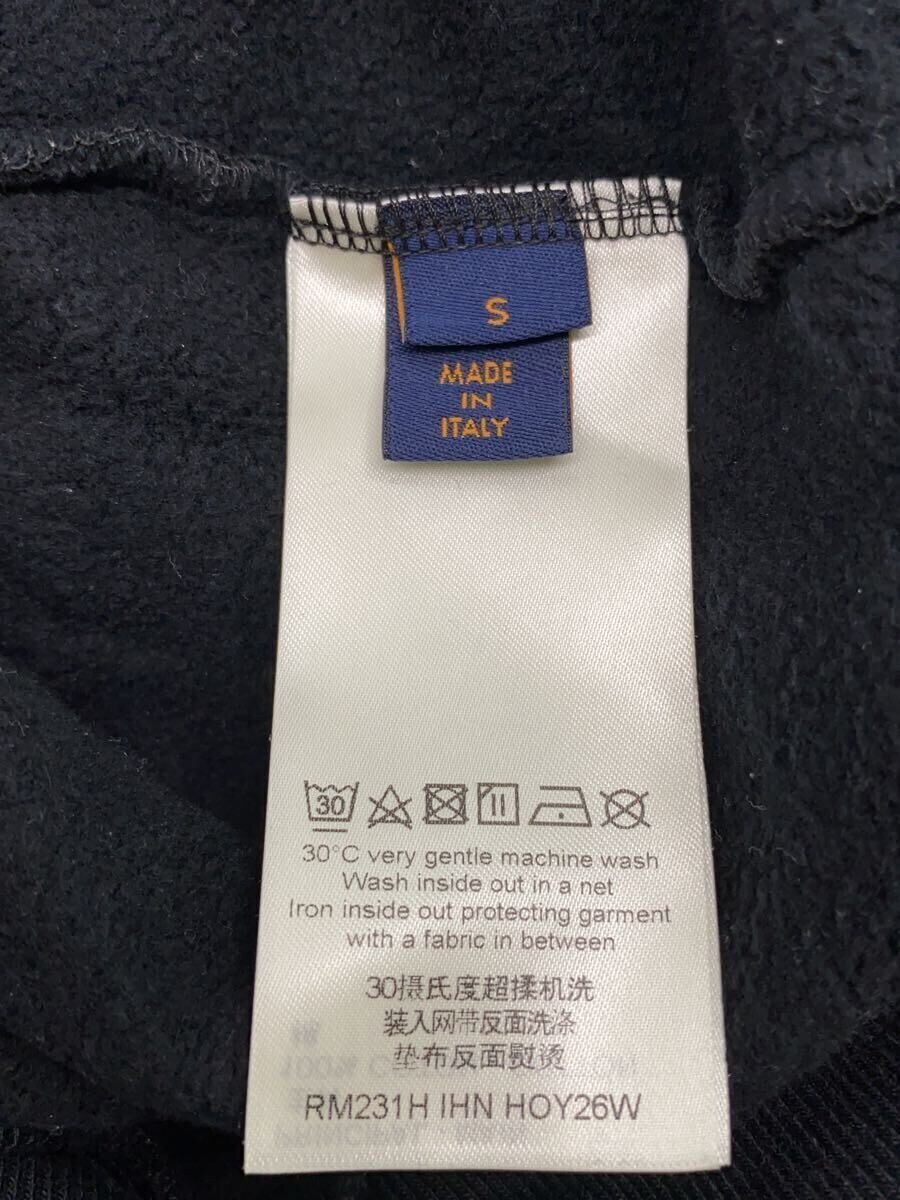 S
MADE
IN
ITALY
30
30°C very gentle machine wash
Wash inside out in a net
Iron inside out protecting garment
with a fabric in between
30摄氏度超揉机洗
装入网带反面洗涤
垫布反面熨烫
RM231H IHN HOY26W